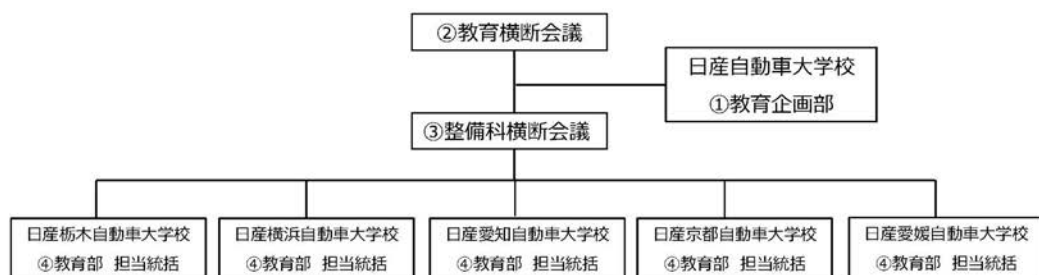 ②教育横断会議
日産自動車大学校
①教育企画部
③整備科横断会議
日産栃木自動車大学校
④教育部 担当統括
日産横浜自動車大学校
④教育部 担当統括
日産愛知自動車大学校
④教育部 担当統括
日産京都自動車大学校
④教育部 担当統括
日産愛媛自動車大学校
④教育部 担当統括